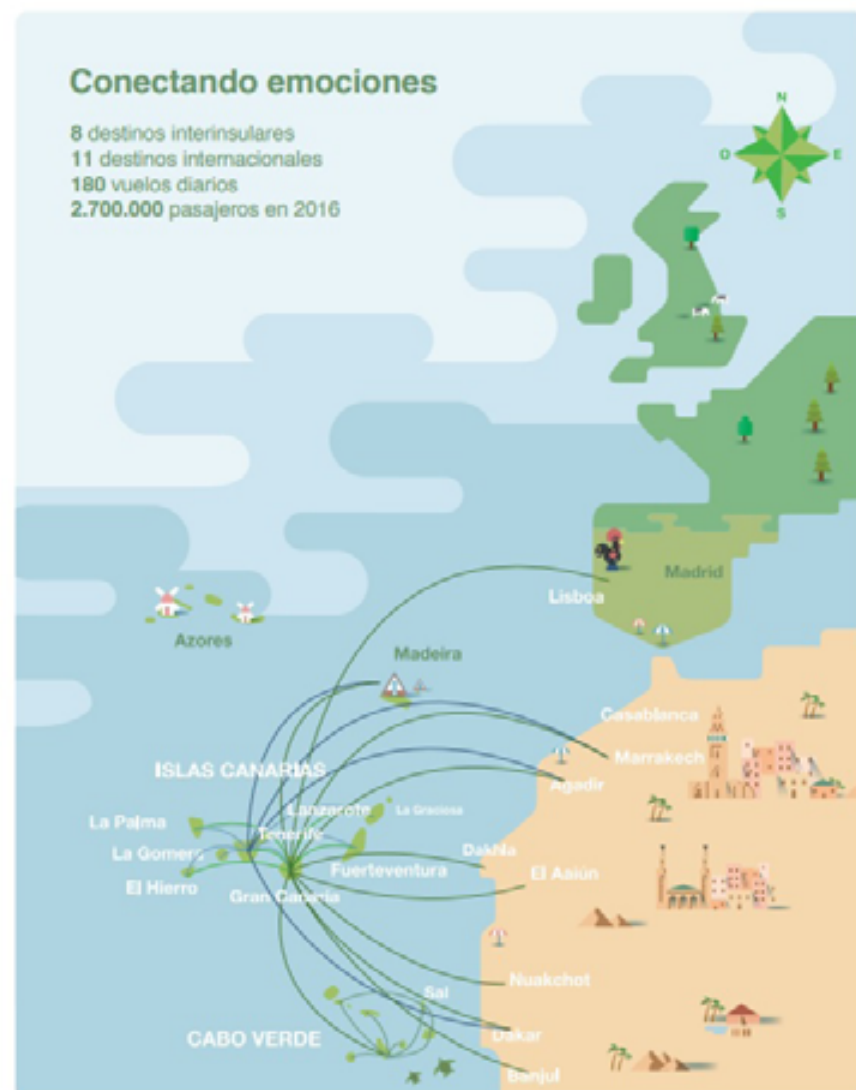 Conectando emociones
8 destinos interinsulares
11 destinos internacionales
180 vuelos diarios
2.700.000 pasajeros en 2016
N
O
E
S
Madrid
Lisboa
Azores
Madeira
Casablanca
Marrakech
ISLAS CANARIAS
Agadir
Lanzarote
La Graciosa
La Palma
Tenerife
La Gomera
Dakhla
Fuerteventura
El Aaiún
El Hierro
Gran Canaria
Nuakchot
Sal
CABO VERDE
Dakar
Banjul